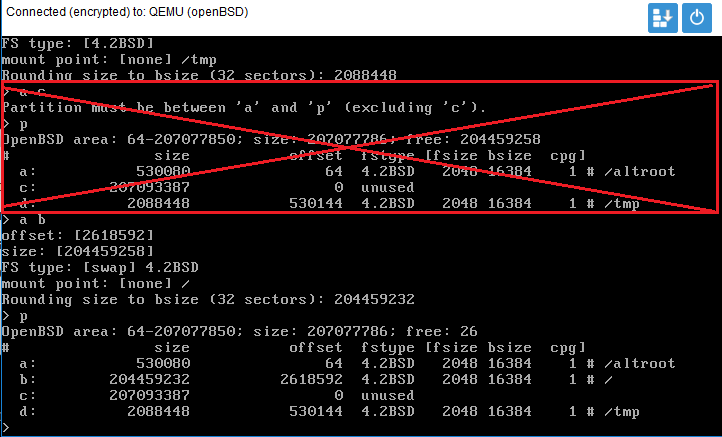 Connected (encrypted) to: QEMU (openBSD)
FS type: [4.2BSD]
mount point: [none] /tmp
Rounding size to bsize (32 sectors): 2088448
> a c
Partition must be between 'a' and 'p' (excluding 'c').
> p
OpenBSD area: 64-207077850; size: 207077786; free: 204459258
# size offset fstype [fsize bsize cpg]
a: 530080 64 4.2BSD 2048 16384 1 # /altroot
c: 207093387 0 unused
d: 2088448 530144 4.2BSD 2048 16384 1 # /tmp
> a b
offset: [2618592]
size: [204459258]
FS type: [swap] 4.2BSD
mount point: [none] /
Rounding size to bsize (32 sectors): 204459232
> p
OpenBSD area: 64-207077850; size: 207077786; free: 26
# size offset fstype [fsize bsize cpg]
a: 530080 64 4.2BSD 2048 16384 1 # /altroot
b: 204459232 2618592 4.2BSD 2048 16384 1 # /
c: 207093387 0 unused
d: 2088448 530144 4.2BSD 2048 16384 1 # /tmp
>